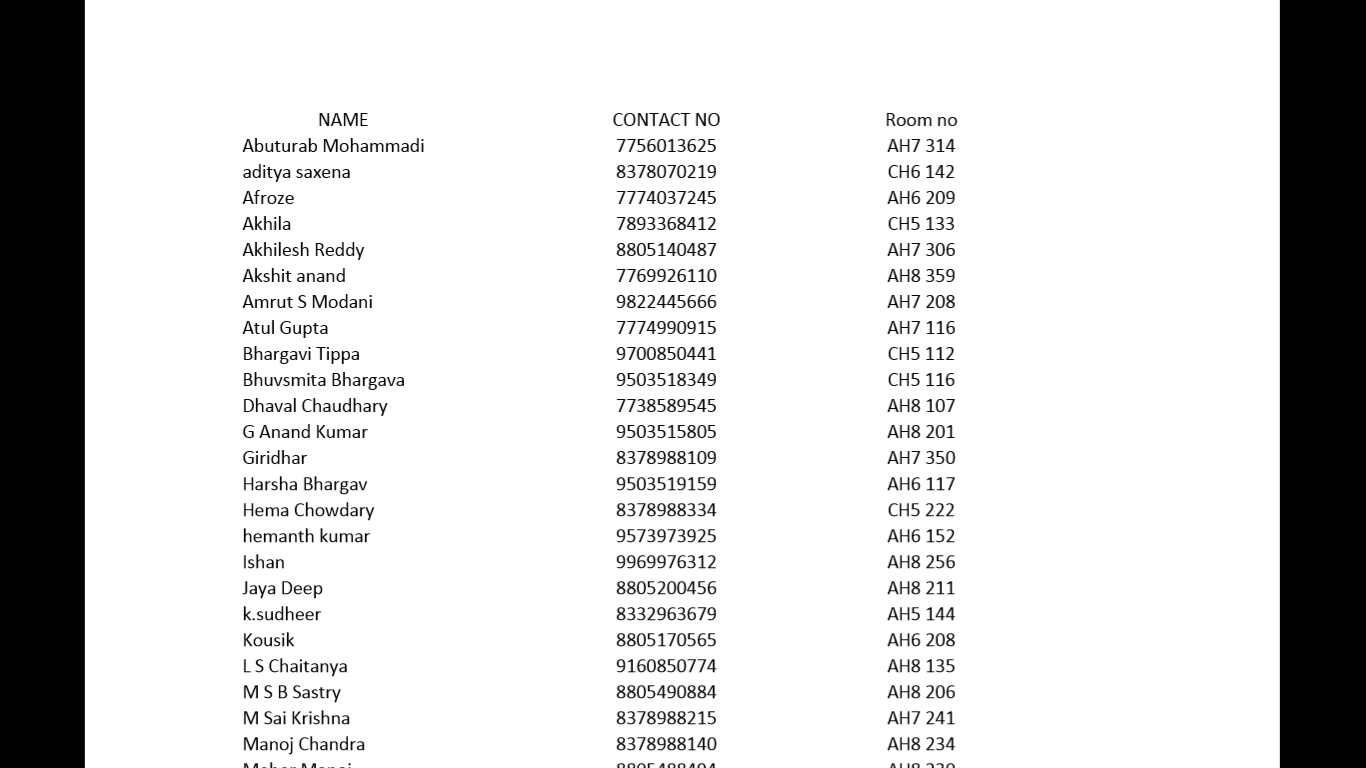 NAME CONTACT NO Room no
Abuturab Mohammadi 7756013625 AH7 314
aditya saxena 8378070219 CH6 142
Afroze 7774037245 AH6 209
Akhila 7893368412 CH5 133
Akhilesh Reddy 8805140487 AH7 306
Akshit anand 7769926110 AH8 359
Amrut S Modani 9822445666 AH7 208
Atul Gupta 7774990915 AH7 116
Bhargavi Tippa 9700850441 CH5 112
Bhuvsmita Bhargava 9503518349 CH5 116
Dhaval Chaudhary 7738589545 AH8 107
G Anand Kumar 9503515805 AH8 201
Giridhar 8378988109 AH7 350
Harsha Bhargav 9503519159 AH6 117
Hema Chowdary 8378988334 CH5 222
hemanth kumar 9573973925 AH6 152
Ishan 9969976312 AH8 256
Jaya Deep 8805200456 AH8 211
k.sudheer 8332963679 AH5 144
Kousik 8805170565 AH6 208
L S Chaitanya 9160850774 AH8 135
M S B Sastry 8805490884 AH8 206
M Sai Krishna 8378988215 AH7 241
Manoj Chandra 8378988140 AH8 234